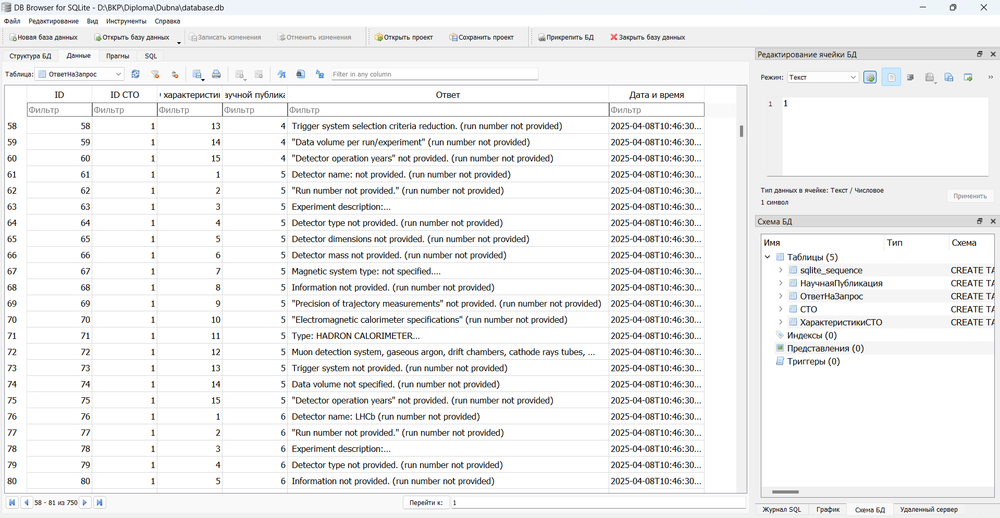 DB Browser for SQLite - D:\BKP\Diploma\Dubna\database.db
Файл Редактирование Вид Инструменты Справка
Новая база данных Открыть базу данных Записать изменения Отменить изменения Открыть проект Сохранить проект Прикрепить БД Закрыть базу данных
Структура БД Данные Прагмы SQL
Таблица: ОтветНаЗапрос Filter in any column
ID ID СТО характеристик аучной публика Ответ Дата и время
Фильтр Фильтр Фильтр Фильтр Фильтр Фильтр
58 58 1 13 4 Trigger system selection criteria reduction. (run number not provided) 2025-04-08T10:46:30...
59 59 1 14 4 "Data volume per run/experiment" (run number not provided) 2025-04-08T10:46:30...
60 60 1 15 4 "Detector operation years" not provided. (run number not provided) 2025-04-08T10:46:30...
61 61 1 1 5 Detector name: not provided. (run number not provided) 2025-04-08T10:46:30...
62 62 1 2 5 "Run number not provided." (run number not provided) 2025-04-08T10:46:30...
63 63 1 3 5 Experiment description:... 2025-04-08T10:46:30...
64 64 1 4 5 Detector type not provided. (run number not provided) 2025-04-08T10:46:30...
65 65 1 5 5 Detector dimensions not provided. (run number not provided) 2025-04-08T10:46:30...
66 66 1 6 5 Detector mass not provided. (run number not provided) 2025-04-08T10:46:30...
67 67 1 7 5 Magnetic system type: not specified.... 2025-04-08T10:46:30...
68 68 1 8 5 Information not provided. (run number not provided) 2025-04-08T10:46:30...
69 69 1 9 5 "Precision of trajectory measurements" not provided. (run number not provided) 2025-04-08T10:46:30...
70 70 1 10 5 "Electromagnetic calorimeter specifications" (run number not provided) 2025-04-08T10:46:30...
71 71 1 11 5 Type: HADRON CALORIMETER... 2025-04-08T10:46:30...
72 72 1 12 5 Muon detection system, gaseous argon, drift chambers, cathode rays tubes, ... 2025-04-08T10:46:30...
73 73 1 13 5 Trigger system not provided. (run number not provided) 2025-04-08T10:46:30...
74 74 1 14 5 Data volume not specified. (run number not provided) 2025-04-08T10:46:30...
75 75 1 15 5 "Detector operation years" not provided. (run number not provided) 2025-04-08T10:46:30...
76 76 1 1 6 Detector name: LHCb (run number not provided) 2025-04-08T10:46:30...
77 77 1 2 6 "Run number not provided." (run number not provided) 2025-04-08T10:46:30...
78 78 1 3 6 Experiment description:... 2025-04-08T10:46:30...
79 79 1 4 6 Detector type not provided. (run number not provided) 2025-04-08T10:46:30...
80 80 1 5 6 Information not provided. (run number not provided) 2025-04-08T10:46:30...
58 - 81 из 750 Перейти к: 1
Редактирование ячейки БД
Режим: Текст
1 1
Тип данных в ячейке: Текст / Числовое
1 символ
Применить
Схема БД
Имя Тип Схема
Таблицы (5)
sqlite_sequence CREATE TA
НаучнаяПубликация CREATE TA
ОтветНаЗапрос CREATE TA
СТО CREATE TA
ХарактеристикиСТО CREATE TA
Индексы (0)
Представления (0)
Триггеры (0)
Журнал SQL График Схема БД Удаленный сервер